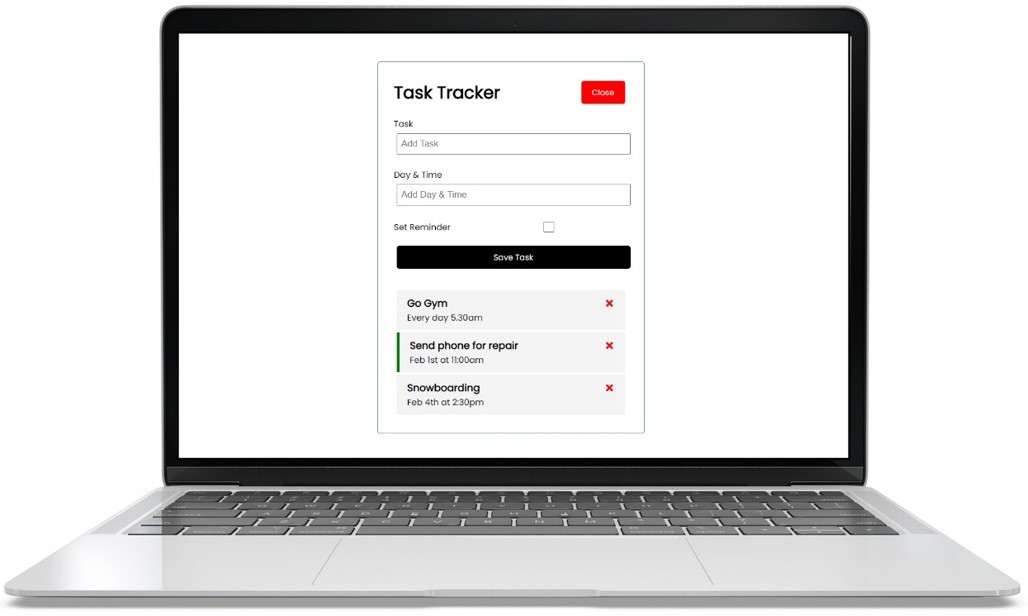 Task Tracker
Close
Task
Add Task
Day & Time
Add Day & Time
Set Reminder
Save Task
Go Gym
Every day 5.30am
Send phone for repair
Feb 1st at 11:00am
Snowboarding
Feb 4th at 2:30pm